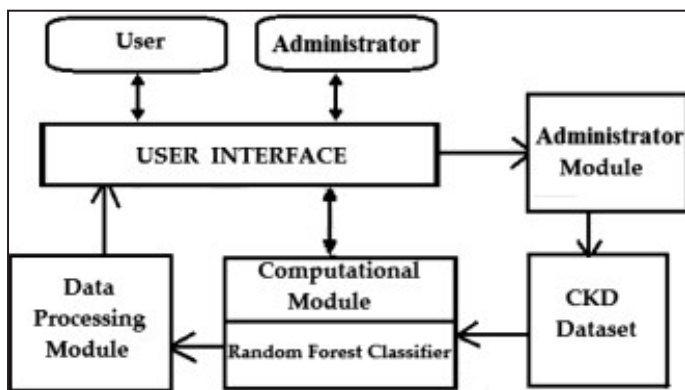 User
Administrator
USER INTERFACE
Administrator
Module
Computational
Module
Random Forest Classifier
CKD
Dataset
Data
Processing
Module